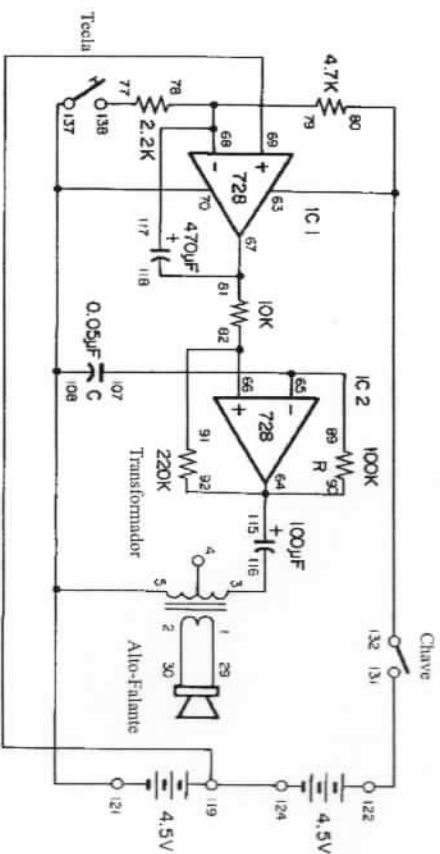 Tecla
77
78
137
138
2.2K
4.7K
79
80
69
68
+
-
728
70
63
IC 1
67
+
470µF
117
118
81
82
10K
0.05µF
C
108
107
IC 2
66
65
+
-
728
64
89
90
100K
R
91
92
220K
Transformador
+
100µF
115
116
4
5
3
2
1
30
29
Alto-Falante
Chave
132
131
121
4.5V
119
124
4.5V
122